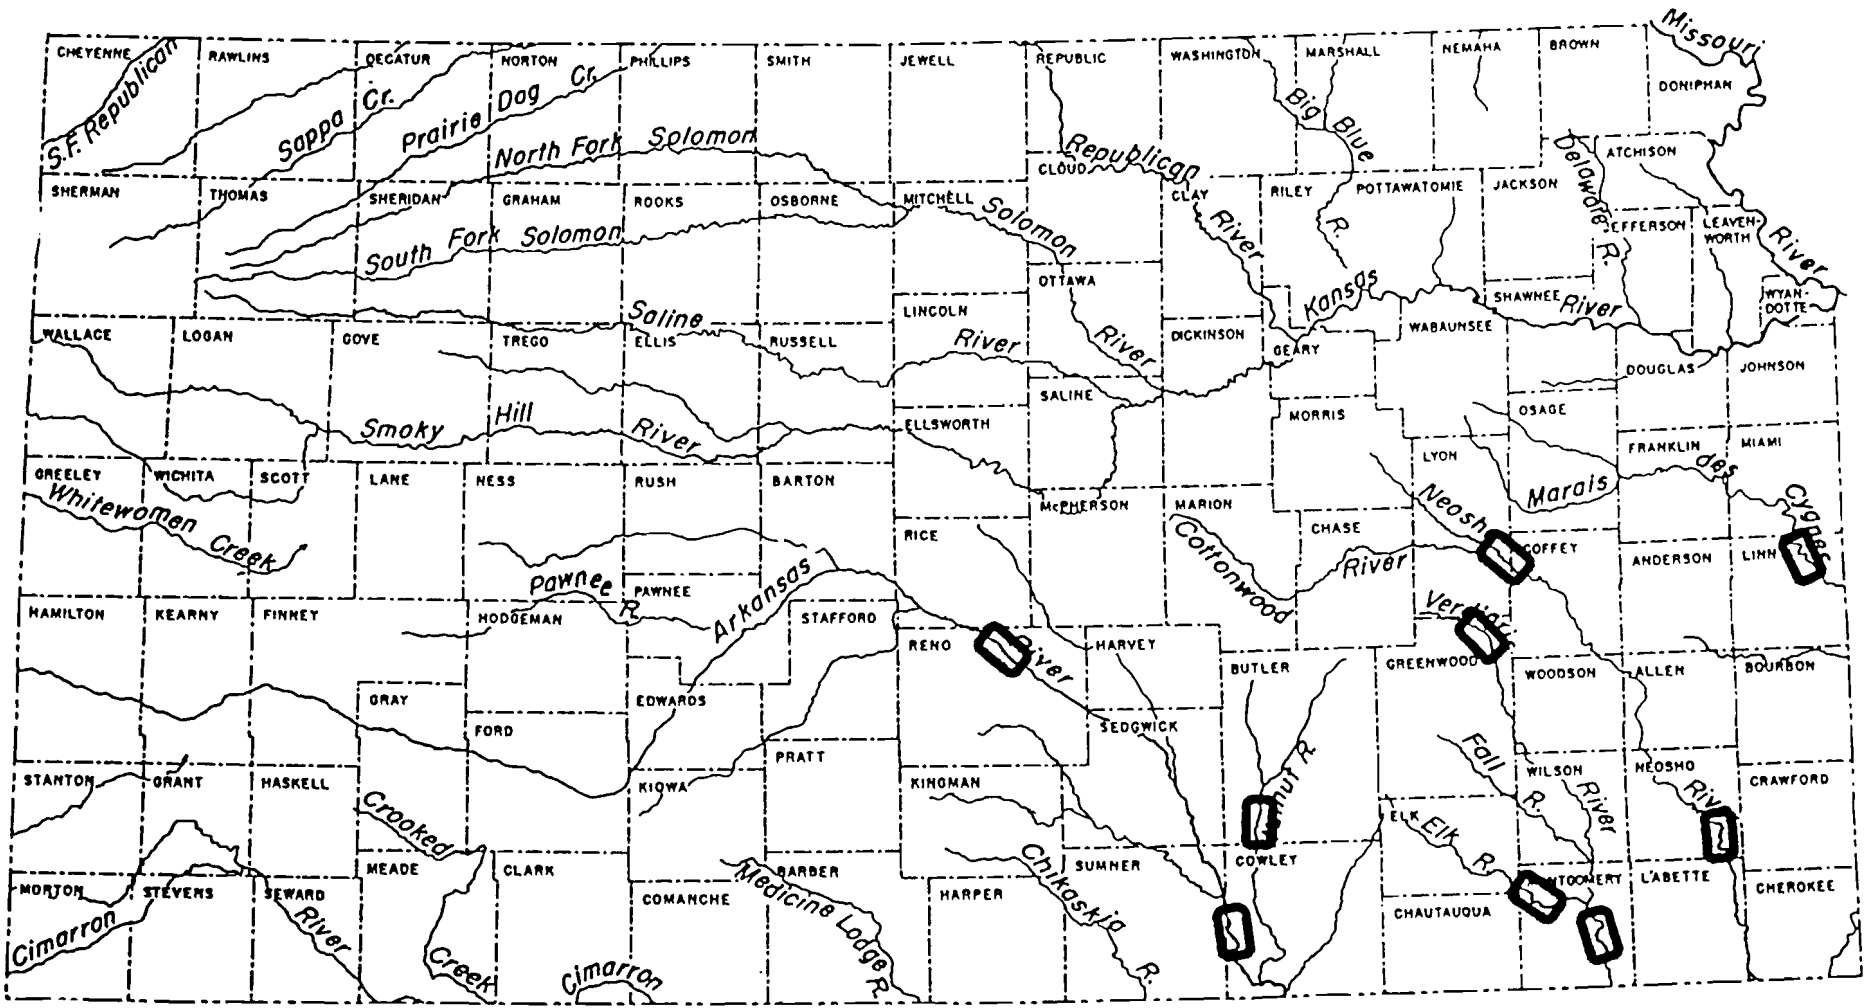 CHEYENNE
RAWLINS
DECATUR
NORTON
PHILLIPS
SMITH
JEWELL
REPUBLIC
WASHINGTON
MARSHALL
NEMAHA
BROWN
Missouri
DONIPHAN
S.F. Republican
Sappa Cr.
Prairie Dog Cr.
North Fork Solomon
Republican
Big Blue
CLOUD
ATCHISON
Delaware R.
SHERMAN
THOMAS
SHERIDAN
GRAHAM
ROOKS
OSBORNE
MITCHELL
Solomon
CLAY
RILEY
POTTAWATOMIE
JACKSON
JEFFERSON
LEAVEN-
WORTH
River
South Fork Solomon
River
R.
OTTAWA
Kansas
SHAWNEE
River
WYAN-
DOTTE
Saline
LINCOLN
WALLACE
LOGAN
GOVE
TREGO
ELLIS
RUSSELL
River
River
DICKINSON
GEARY
WABAUNSEE
DOUGLAS
JOHNSON
SALINE
MORRIS
OSAGE
Smoky Hill River
ELLSWORTH
LYON
FRANKLIN
MIAMI
GREELEY
WICHITA
SCOTT
LANE
NESS
RUSH
BARTON
McPHERSON
MARION
Marais des Cygnes
Whitewomen Creek
RICE
CHASE
Cottonwood River
COFFEY
ANDERSON
LINN
Pawnee R.
PAWNEE
Arkansas
HAMILTON
KEARNY
FINNEY
HODGEMAN
STAFFORD
RENO
River
HARVEY
BUTLER
GREENWOOD
WOODSON
ALLEN
BOURBON
GRAY
EDWARDS
FORD
SEDGWICK
STANTON
GRANT
HASKELL
KIOWA
PRATT
KINGMAN
R.
Fall R.
WILSON
River
NEOSHO
CRAWFORD
Crooked
ELK
Elk R.
MEADE
CLARK
BARBER
Chikaskia R.
SUMNER
COWLEY
LABETTE
CHEROKEE
MORTON
STEVENS
SEWARD
COMANCHE
Medicine Lodge R.
HARPER
CHAUTAUQUA
Cimarron
River
Creek
Cimarron